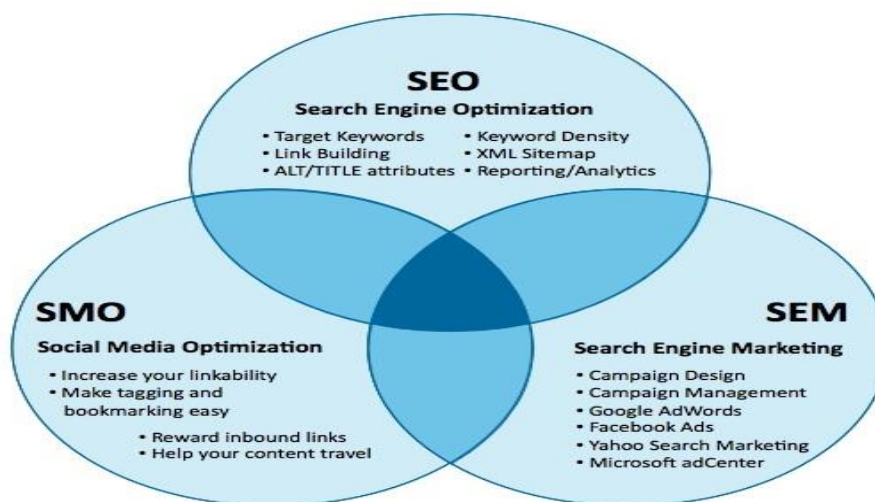 SEO
Search Engine Optimization
• Target Keywords • Keyword Density
• Link Building • XML Sitemap
• ALT/TITLE attributes • Reporting/Analytics
SMO
Social Media Optimization
• Increase your linkability
• Make tagging and
bookmarking easy
• Reward inbound links
• Help your content travel
SEM
Search Engine Marketing
• Campaign Design
• Campaign Management
• Google AdWords
• Facebook Ads
• Yahoo Search Marketing
• Microsoft adCenter